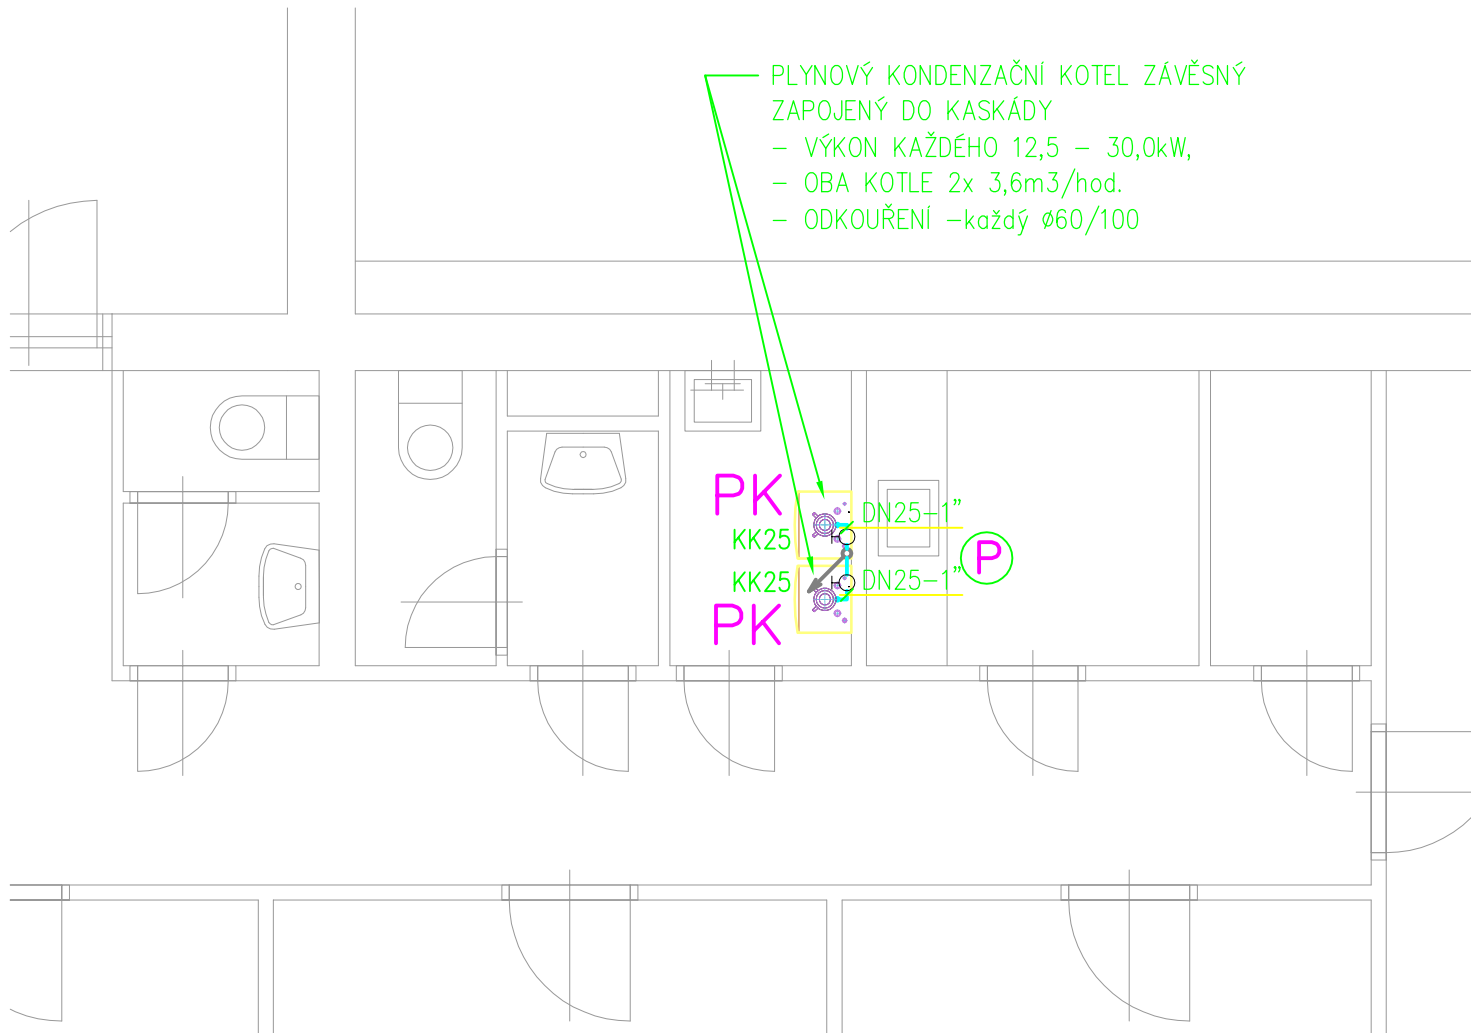 PLYNOVÝ KONDENZAČNÍ KOTEL ZÁVĚSNÝ
ZAPOJENÝ DO KASKÁDY
- VÝKON KAŽDÉHO 12,5 - 30,0kW,
- OBA KOTLE 2x 3,6m3/hod.
- ODKOUŘENÍ -každý ø60/100
PK
DN25-1"
KK25
P
KK25
DN25-1"
PK